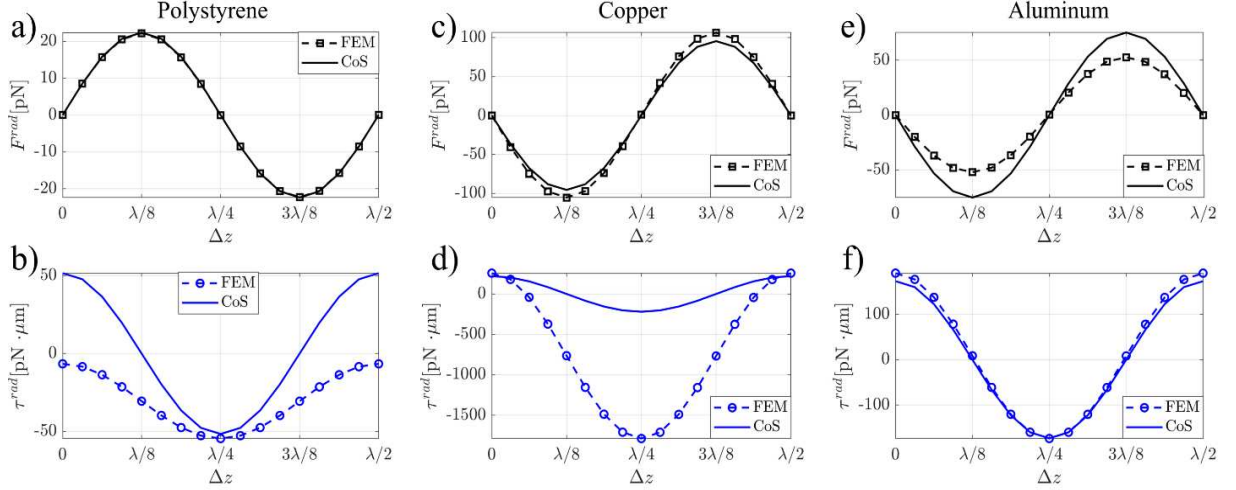 Polystyrene
Copper
Aluminum
a)
F^{rad}[pN]
20
10
0
-10
-20
FEM
CoS
0
λ/8
λ/4
3λ/8
λ/2
Δz
c)
F^{rad}[pN]
100
50
0
-50
-100
FEM
CoS
0
λ/8
λ/4
3λ/8
λ/2
Δz
e)
F^{rad}[pN]
50
0
-50
FEM
CoS
0
λ/8
λ/4
3λ/8
λ/2
Δz
b)
τ^{rad}[pN · μm]
50
0
-50
FEM
CoS
0
λ/8
λ/4
3λ/8
λ/2
Δz
d)
τ^{rad}[pN · μm]
0
-500
-1000
-1500
FEM
CoS
0
λ/8
λ/4
3λ/8
λ/2
Δz
f)
τ^{rad}[pN · μm]
100
0
-100
FEM
CoS
0
λ/8
λ/4
3λ/8
λ/2
Δz